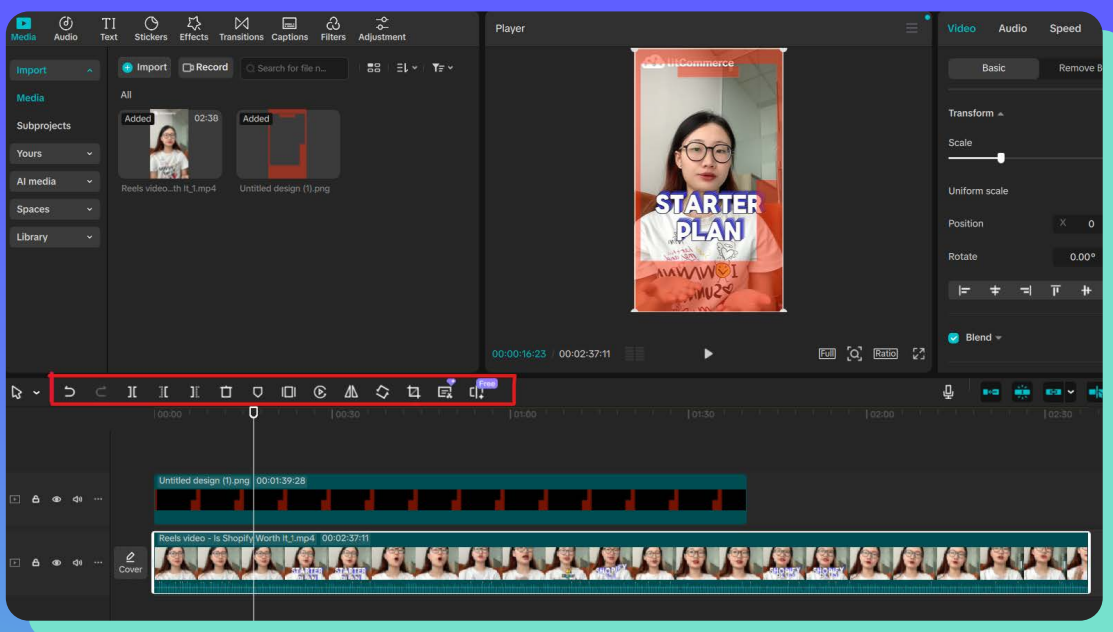 Media Audio Text Stickers Effects Transitions Captions Filters Adjustment
Import
Media
Subprojects
Yours
AI media
Spaces
Library
Import Record Search for file n...
All
Added 02:38
Added
Reels video...th It_1.mp4
Untitled design (1).png
Player
LitCommerce
STARTER
PLAN
00:00:16:23 / 00:02:37:11
Full
Ratio
Video Audio Speed
Basic Remove B
Transform
Scale
Uniform scale
Position X 0
Rotate 0.00°
Blend
Free
00:00 00:30 01:00 01:30 02:00 02:30
Untitled design (1).png 00:01:39:28
Reels video - Is Shopify Worth It_1.mp4 00:02:37:11
Cover
STARTER
PLAN
STARTER
PLAN
SHOPIFY
SHOPIFY
SHOPIFY